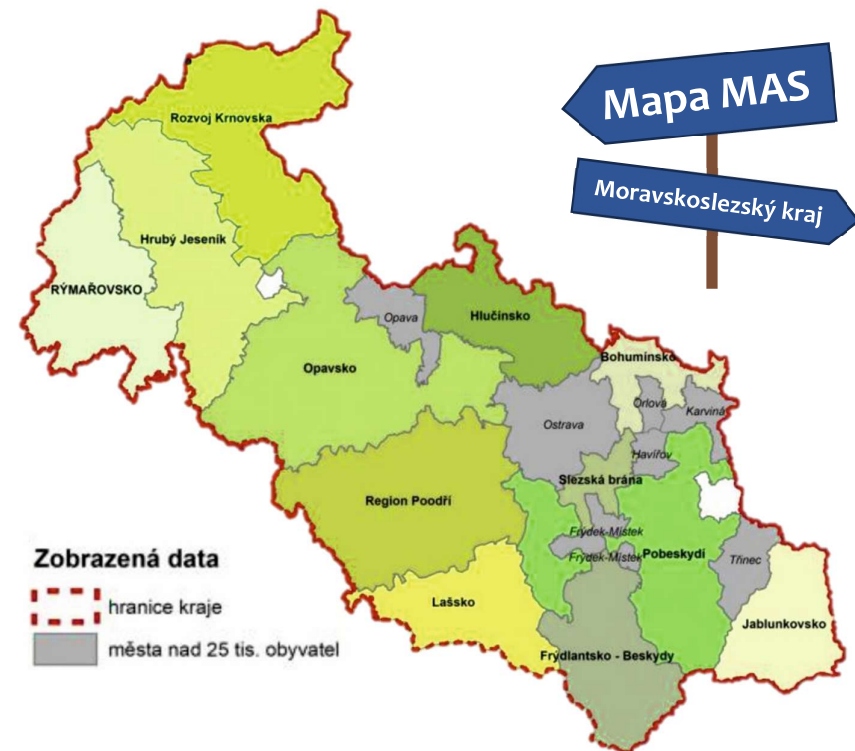 Mapa MAS
Moravskoslezský kraj
Rozvoj Krnovska
Hrubý Jeseník
RÝMAŘOVSKO
Opava
Hlučínsko
Opavsko
Bohumínsko
Orlová
Karviná
Ostrava
Havířov
Slezská brána
Region Poodří
Frýdek-Místek
Frýdek-Místek
Pobeskydí
Třinec
Lašsko
Jablunkovsko
Frýdlantsko - Beskydy
Zobrazená data
hranice kraje
města nad 25 tis. obyvatel